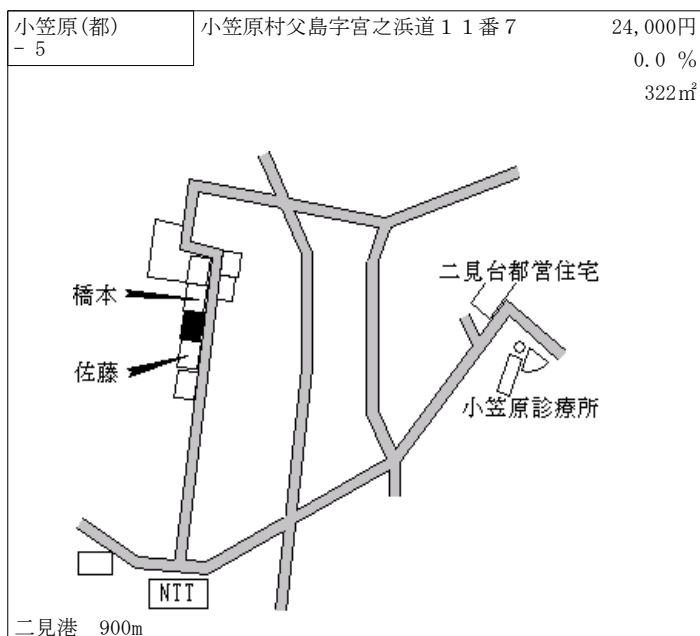 小笠原(都) 小笠原村父島字宮之浜道１１番７ 24,000円
- 5
0.0 %
322㎡
二見台都営住宅
橋本
佐藤
小笠原診療所
NTT
二見港 900m